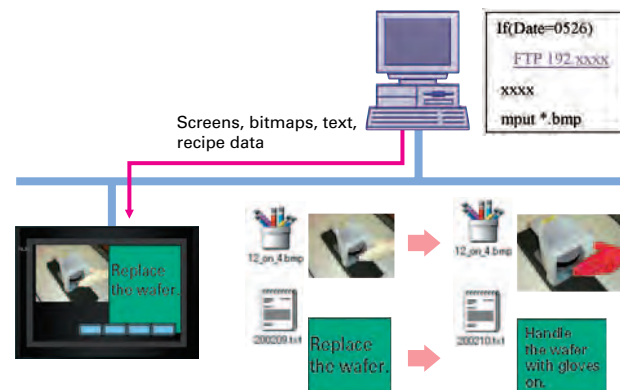 If(Date=0526)
FTP 192.xxxx
xxxx
mput *.bmp
Screens, bitmaps, text,
recipe data
Replace
the wafer.
12_on_4.bmp
12_on_4.bmp
200209.txt
200210.txt
Replace
the wafer.
Handle
the wafer
with gloves
on.